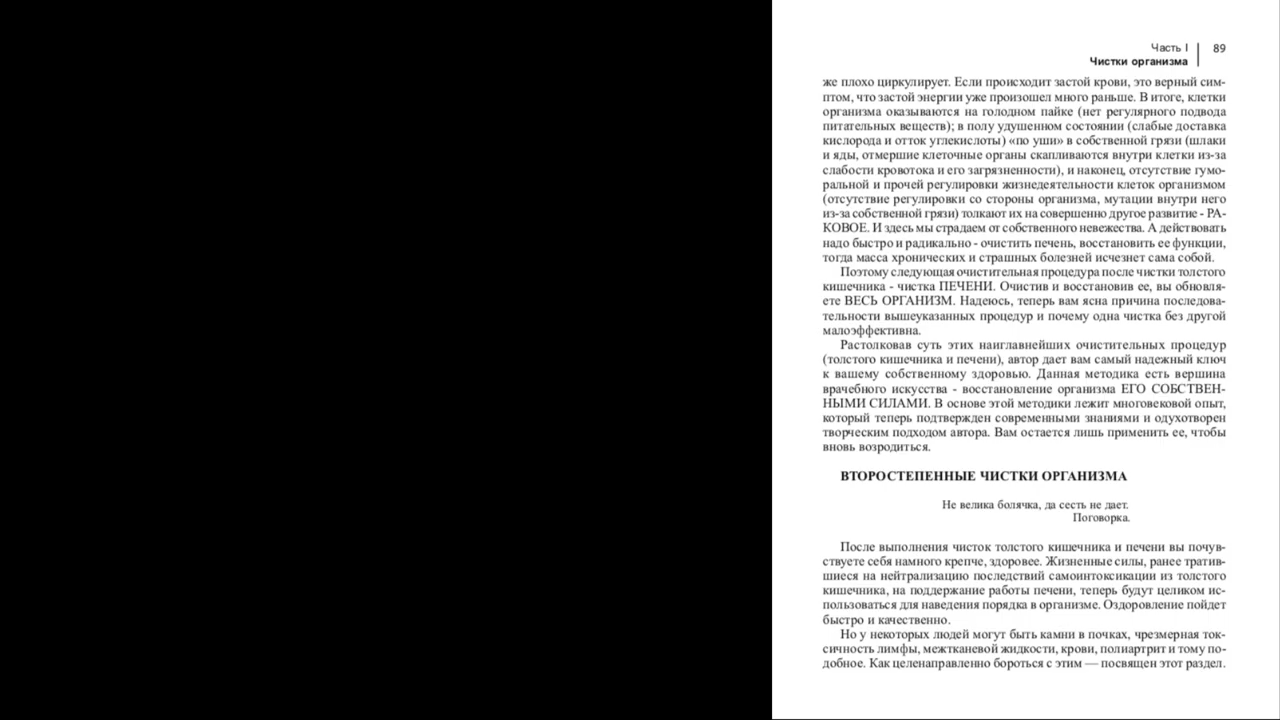 Часть I
89
Чистки организма
же плохо циркулирует. Если происходит застой крови, это верный сим-
птом, что застой энергии уже произошел много раньше. В итоге, клетки
организма оказываются на голодном пайке (нет регулярного подвода
питательных веществ); в полу удушенном состоянии (слабые доставка
кислорода и отток углекислоты) «по уши» в собственной грязи (шлаки
и яды, отмершие клеточные органы скапливаются внутри клетки из-за
слабости кровотока и его загрязненности), и наконец, отсутствие гумо-
ральной и прочей регулировки жизнедеятельности клеток организмом
(отсутствие регулировки со стороны организма, мутации внутри него
из-за собственной грязи) толкают их на совершенно другое развитие - РА-
КОВОЕ. И здесь мы страдаем от собственного невежества. А действовать
надо быстро и радикально - очистить печень, восстановить ее функции,
тогда масса хронических и страшных болезней исчезнет сама собой.
Поэтому следующая очистительная процедура после чистки толстого
кишечника - чистка ПЕЧЕНИ. Очистив и восстановив ее, вы обновля-
ете ВЕСЬ ОРГАНИЗМ. Надеюсь, теперь вам ясна причина последова-
тельности вышеуказанных процедур и почему одна чистка без другой
малоэффективна.
Растолковав суть этих наиглавнейших очистительных процедур
(толстого кишечника и печени), автор дает вам самый надежный ключ
к вашему собственному здоровью. Данная методика есть вершина
врачебного искусства - восстановление организма ЕГО СОБСТВЕН-
НЫМИ СИЛАМИ. В основе этой методики лежит многовековой опыт,
который теперь подтвержден современными знаниями и одухотворен
творческим подходом автора. Вам остается лишь применить ее, чтобы
вновь возродиться.
ВТОРОСТЕПЕННЫЕ ЧИСТКИ ОРГАНИЗМА
Не велика болячка, да сесть не дает.
Поговорка.
После выполнения чисток толстого кишечника и печени вы почув-
ствуете себя намного крепче, здоровее. Жизненные силы, ранее тратив-
шиеся на нейтрализацию последствий самоинтоксикации из толстого
кишечника, на поддержание работы печени, теперь будут целиком ис-
пользоваться для наведения порядка в организме. Оздоровление пойдет
быстро и качественно.
Но у некоторых людей могут быть камни в почках, чрезмерная ток-
сичность лимфы, межтканевой жидкости, крови, полиартрит и тому по-
добное. Как целенаправленно бороться с этим — посвящен этот раздел.